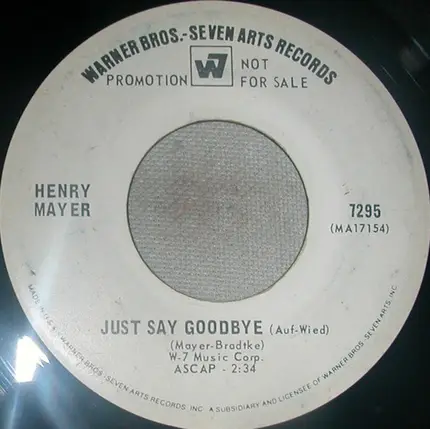 WARNER BROS.-SEVEN ARTS RECORDS
PROMOTION W7 NOT FOR SALE
HENRY MAYER
7295
(MA17154)
JUST SAY GOODBYE (Auf-Wied)
(Mayer-Bradtke)
W-7 Music Corp.
ASCAP - 2:34
MADE IN U.S.A. WARNER BROS.-SEVEN ARTS RECORDS, INC. A SUBSIDIARY AND LICENSEE OF WARNER BROS.-SEVEN ARTS, INC.